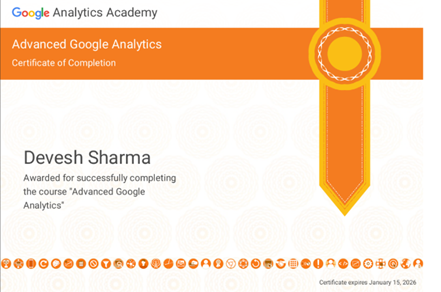 Google Analytics Academy
Advanced Google Analytics
Certificate of Completion
Devesh Sharma
Awarded for successfully completing
the course "Advanced Google
Analytics"
Certificate expires January 15, 2026